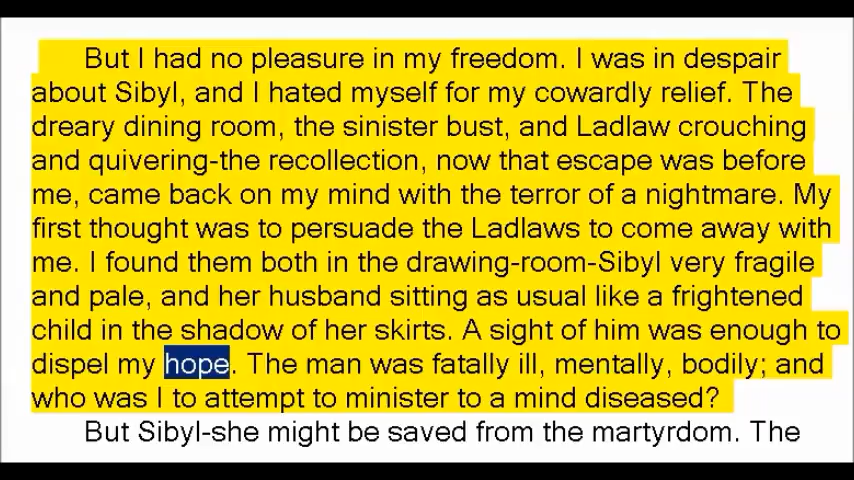 But I had no pleasure in my freedom. I was in despair
about Sibyl, and I hated myself for my cowardly relief. The
dreary dining room, the sinister bust, and Ladlaw crouching
and quivering-the recollection, now that escape was before
me, came back on my mind with the terror of a nightmare. My
first thought was to persuade the Ladlaws to come away with
me. I found them both in the drawing-room-Sibyl very fragile
and pale, and her husband sitting as usual like a frightened
child in the shadow of her skirts. A sight of him was enough to
dispel my hope. The man was fatally ill, mentally, bodily; and
who was I to attempt to minister to a mind diseased?
But Sibyl-she might be saved from the martyrdom. The